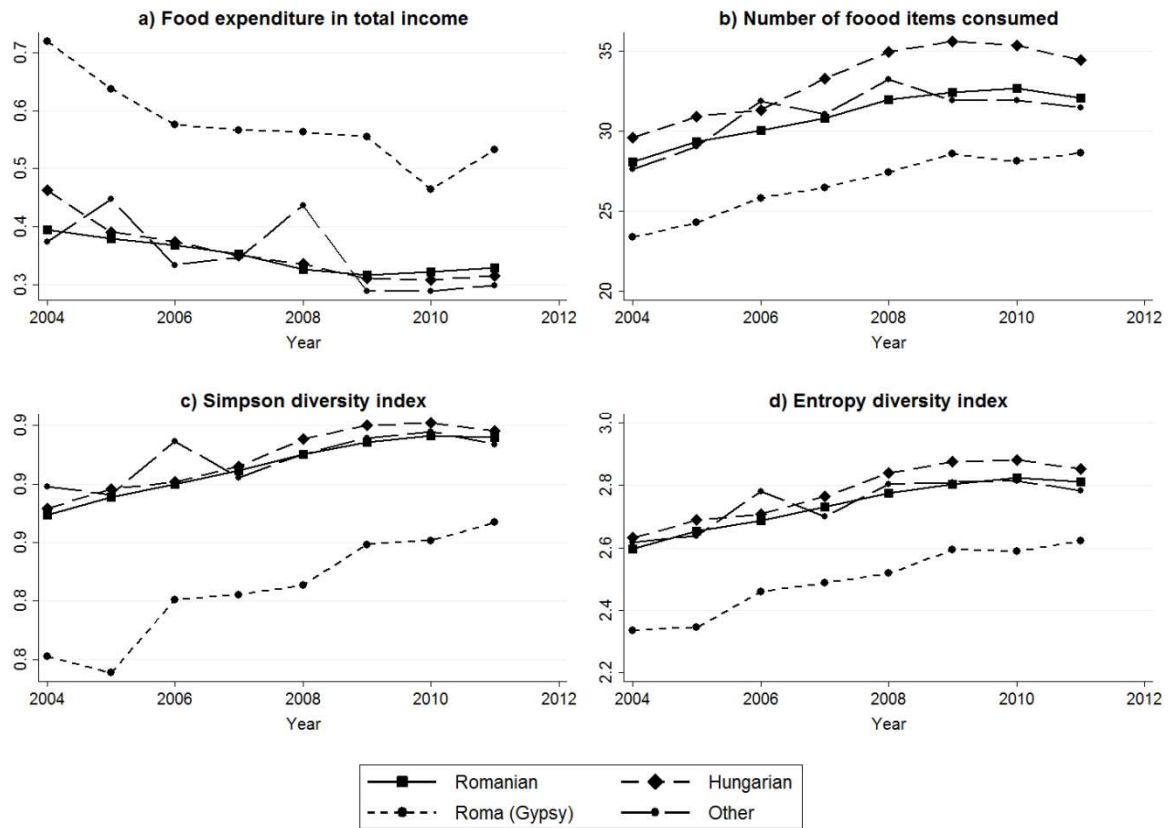 a) Food expenditure in total income
0.7
0.6
0.5
0.4
0.3
2004 2006 2008 2010 2012
Year
b) Number of foood items consumed
35
30
25
20
2004 2006 2008 2010 2012
Year
c) Simpson diversity index
0.9
0.9
0.9
0.8
0.8
2004 2006 2008 2010 2012
Year
d) Entropy diversity index
3.0
2.8
2.6
2.4
2.2
2004 2006 2008 2010 2012
Year
Romanian Hungarian
Roma (Gypsy) Other